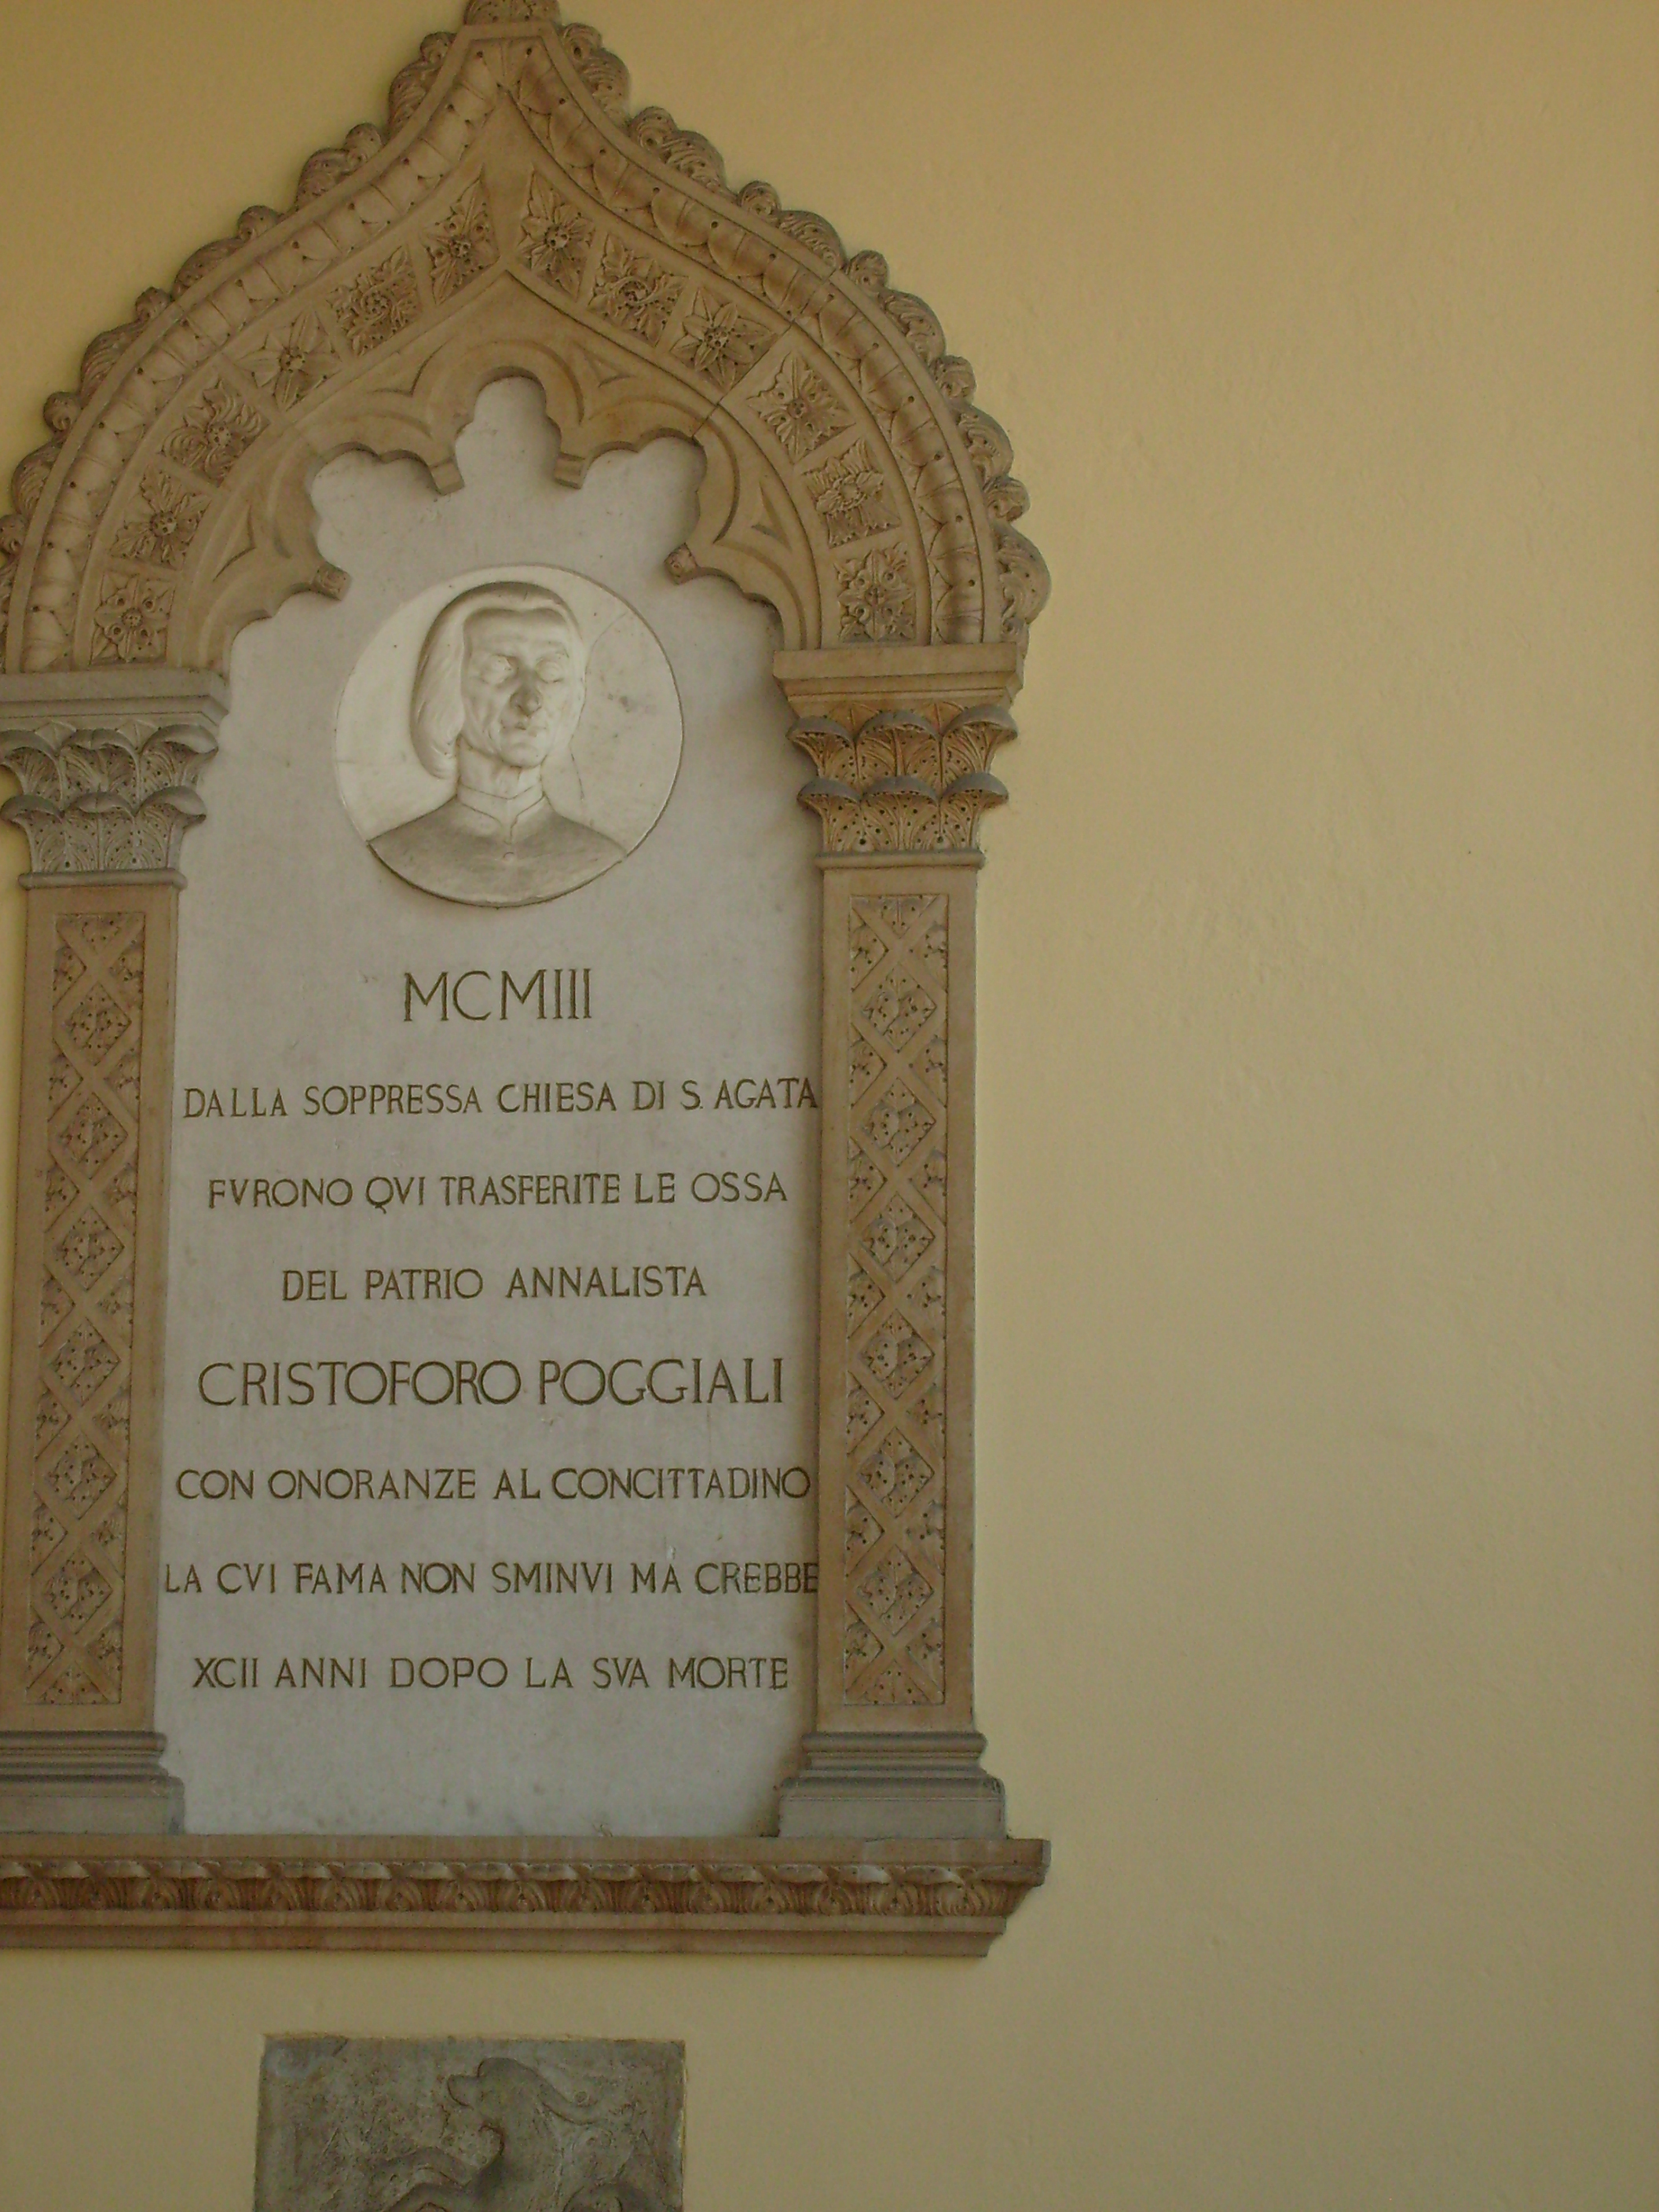 MCMIII
DALLA SOPPRESSA CHIESA DI S. AGATA
FVRONO QVI TRASFERITE LE OSSA
DEL PATRIO ANNALISTA
CRISTOFORO POGGIALI
CON ONORANZE AL CONCITTADINO
LA CVI FAMA NON SMINVI MA CREBBE
XCII ANNI DOPO LA SVA MORTE